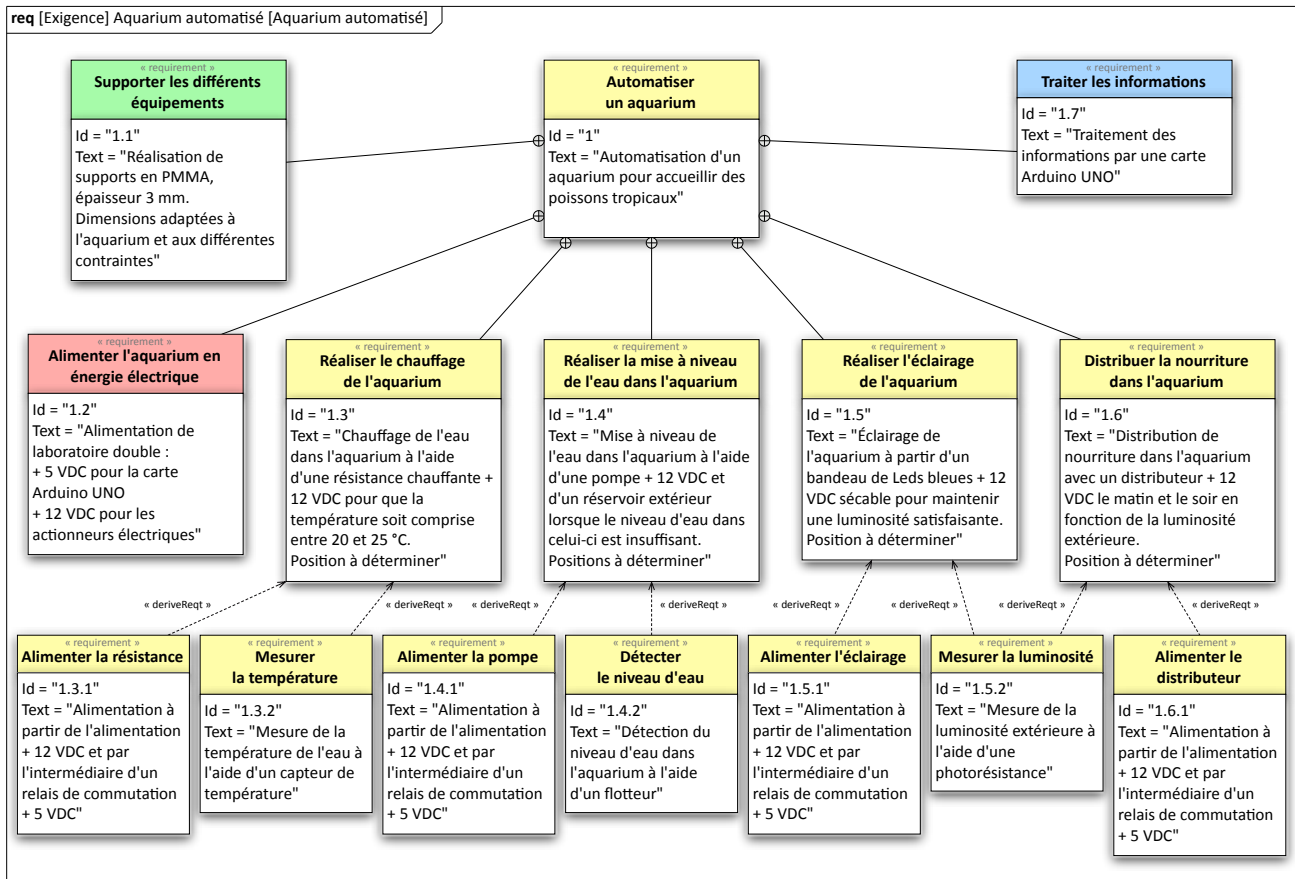 req [Exigence] Aquarium automatisé [Aquarium automatisé]
« requirement »
Supporter les différents
équipements
Id = "1.1"
Text = "Réalisation de
supports en PMMA,
épaisseur 3 mm.
Dimensions adaptées à
l'aquarium et aux différentes
contraintes"
« requirement »
Automatiser
un aquarium
Id = "1"
Text = "Automatisation d'un
aquarium pour accueillir des
poissons tropicaux"
« requirement »
Traiter les informations
Id = "1.7"
Text = "Traitement des
informations par une carte
Arduino UNO"
« requirement »
Alimenter l'aquarium en
énergie électrique
Id = "1.2"
Text = "Alimentation de
laboratoire double :
+ 5 VDC pour la carte
Arduino UNO
+ 12 VDC pour les
actionneurs électriques"
« requirement »
Réaliser le chauffage
de l'aquarium
Id = "1.3"
Text = "Chauffage de l'eau
dans l'aquarium à l'aide
d'une résistance chauffante +
12 VDC pour que la
température soit comprise
entre 20 et 25 °C.
Position à déterminer"
« requirement »
Réaliser la mise à niveau
de l'eau dans l'aquarium
Id = "1.4"
Text = "Mise à niveau de
l'eau dans l'aquarium à l'aide
d'une pompe + 12 VDC et
d'un réservoir extérieur
lorsque le niveau d'eau dans
celui-ci est insuffisant.
Positions à déterminer"
« requirement »
Réaliser l'éclairage
de l'aquarium
Id = "1.5"
Text = "Éclairage de
l'aquarium à partir d'un
bandeau de Leds bleues + 12
VDC sécable pour maintenir
une luminosité satisfaisante.
Position à déterminer"
« requirement »
Distribuer la nourriture
dans l'aquarium
Id = "1.6"
Text = "Distribution de
nourriture dans l'aquarium
avec un distributeur + 12
VDC le matin et le soir en
fonction de la luminosité
extérieure.
Position à déterminer"
« deriveReqt »
« deriveReqt »
« deriveReqt »
« deriveReqt »
« deriveReqt »
« deriveReqt »
« deriveReqt »
« deriveReqt »
« requirement »
Alimenter la résistance
Id = "1.3.1"
Text = "Alimentation à
partir de l'alimentation
+ 12 VDC et par
l'intermédiaire d'un
relais de commutation
+ 5 VDC"
« requirement »
Mesurer
la température
Id = "1.3.2"
Text = "Mesure de la
température de l'eau à
l'aide d'un capteur de
température"
« requirement »
Alimenter la pompe
Id = "1.4.1"
Text = "Alimentation à
partir de l'alimentation
+ 12 VDC et par
l'intermédiaire d'un
relais de commutation
+ 5 VDC"
« requirement »
Détecter
le niveau d'eau
Id = "1.4.2"
Text = "Détection du
niveau d'eau dans
l'aquarium à l'aide
d'un flotteur"
« requirement »
Alimenter l'éclairage
Id = "1.5.1"
Text = "Alimentation à
partir de l'alimentation
+ 12 VDC et par
l'intermédiaire d'un
relais de commutation
+ 5 VDC"
« requirement »
Mesurer la luminosité
Id = "1.5.2"
Text = "Mesure de la
luminosité extérieure à
l'aide d'une
photorésistance"
« requirement »
Alimenter le
distributeur
Id = "1.6.1"
Text = "Alimentation à
partir de l'alimentation
+ 12 VDC et par
l'intermédiaire d'un
relais de commutation
+ 5 VDC"